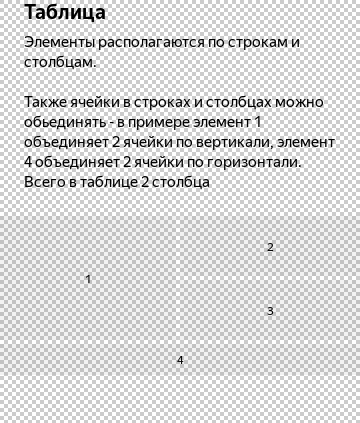 Таблица
Элементы располагаются по строкам и
столбцам.
Также ячейки в строках и столбцах можно
обьединять - в примере элемент 1
объединяет 2 ячейки по вертикали, элемент
4 объединяет 2 ячейки по горизонтали.
Всего в таблице 2 столбца
2
1
3
4